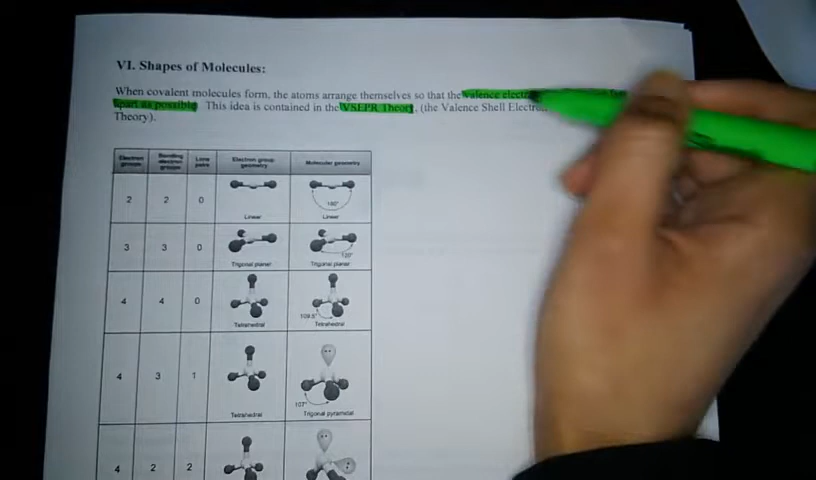 VI. Shapes of Molecules:
When covalent molecules form, the atoms arrange themselves so that the valence electr
apart as possible This idea is contained in the VSEPR Theory, (the Valence Shell Electron
Theory).
Electron groups Bonding electron groups Lone pairs Electron group geometry Molecular geometry
2 2 0 180°
Linear Linear
3 3 0 120°
Trigonal planar Trigonal planar
4 4 0 109.5°
Tetrahedral Tetrahedral
4 3 1 107°
Tetrahedral Trigonal pyramidal
4 2 2